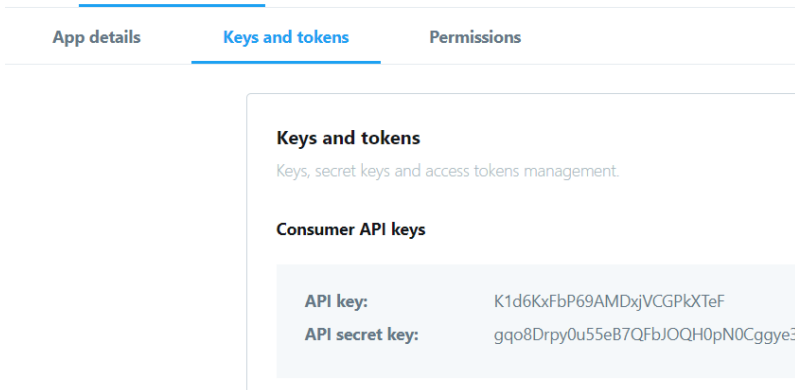 App details Keys and tokens Permissions
Keys and tokens
Keys, secret keys and access tokens management.
Consumer API keys
API key: K1d6KxFbP69AMDxjVCGPkXTeF
API secret key: gqo8Drpy0u55eB7QFbJOQH0pN0Cggye3